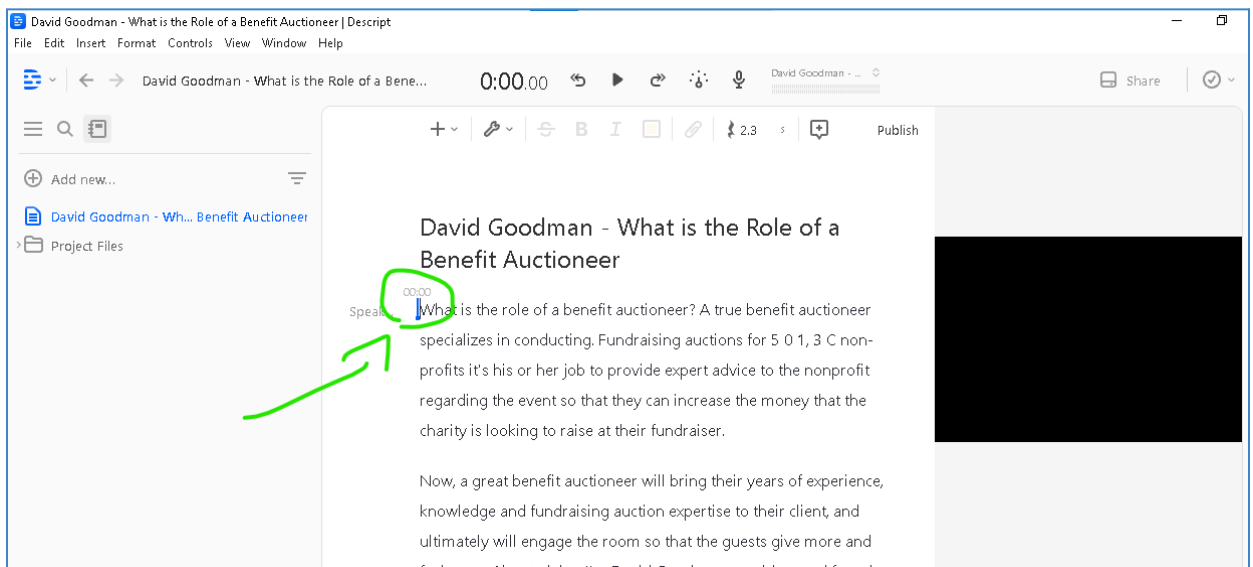 David Goodman - What is the Role of a Benefit Auctioneer | Descript
File Edit Insert Format Controls View Window Help
David Goodman - What is the Role of a Bene...
0:00.00
David Goodman - ...
Share
2.3 s
Publish
Add new...
David Goodman - Wh... Benefit Auctioneer
Project Files
David Goodman - What is the Role of a
Benefit Auctioneer
00:00
Speak
What is the role of a benefit auctioneer? A true benefit auctioneer
specializes in conducting. Fundraising auctions for 5 0 1, 3 C non-
profits it's his or her job to provide expert advice to the nonprofit
regarding the event so that they can increase the money that the
charity is looking to raise at their fundraiser.
Now, a great benefit auctioneer will bring their years of experience,
knowledge and fundraising auction expertise to their client, and
ultimately will engage the room so that the guests give more and